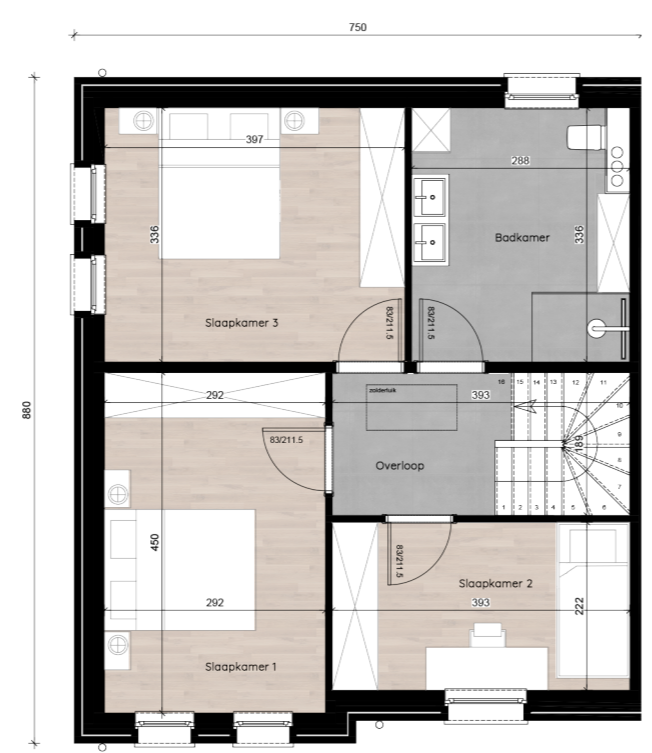 750
397
288
336
336
Badkamer
Slaapkamer 3
83/211.5
83/211.5
880
292
zolderluik
393
16 15 14 13 12 11
10
9
8
7
189
83/211.5
Overloop
1 2 3 4 5 6
450
83/211.5
Slaapkamer 2
292
393
222
Slaapkamer 1